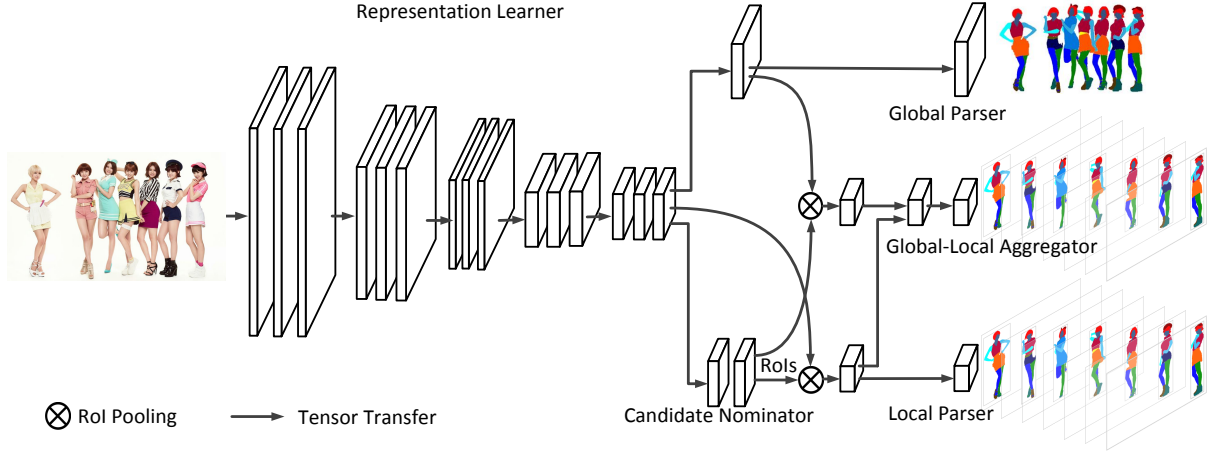 Representation Learner
Global Parser
Global-Local Aggregator
RoIs
Candidate Nominator
Local Parser
RoI Pooling
Tensor Transfer